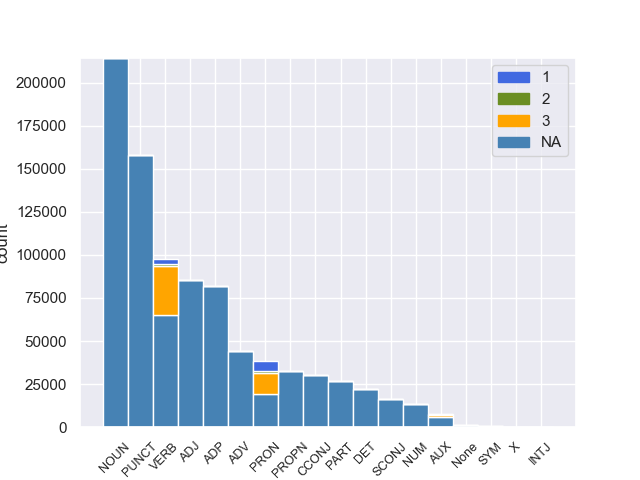 200000
175000
150000
125000
100000
75000
50000
25000
0
count
1
2
3
NA
NOUN
PUNCT
VERB
ADJ
ADP
ADV
PRON
PROPN
CCONJ
PART
DET
SCONJ
NUM
AUX
None
SYM
X
INTJ